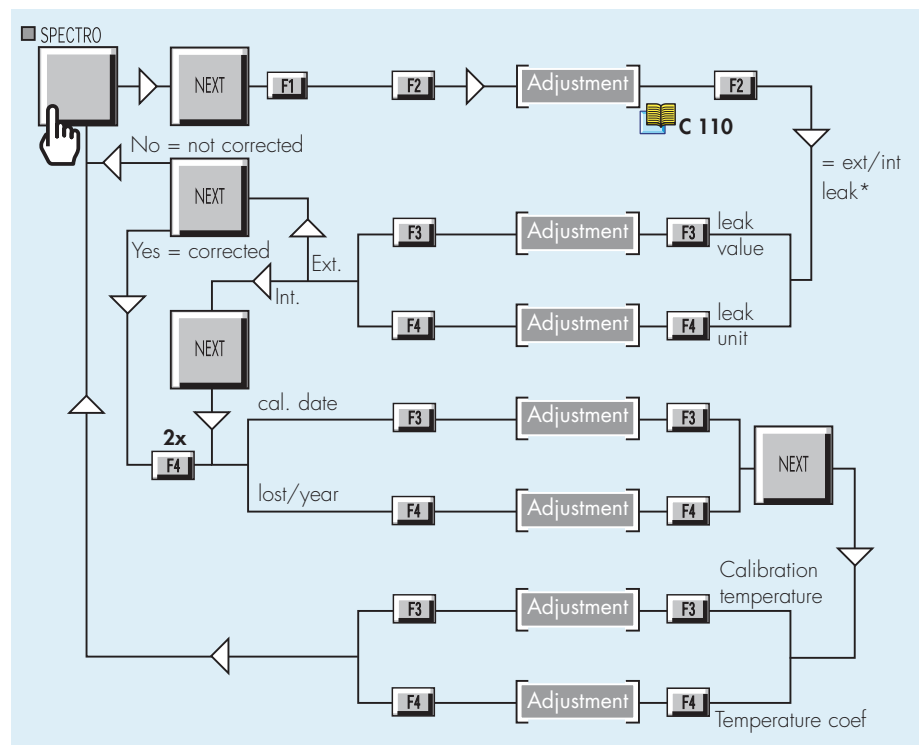 SPECTRO
NEXT F1 F2 Adjustment F2
C 110
= ext/int
leak*
No = not corrected
NEXT
Yes = corrected
Ext.
Int.
F3 Adjustment F3 leak
value
F4 Adjustment F4 leak
unit
NEXT
cal. date F3 Adjustment F3
2x
F4
NEXT
lost/year F4 Adjustment F4
Calibration
temperature
F3 Adjustment F3
F4 Adjustment F4
Temperature coef